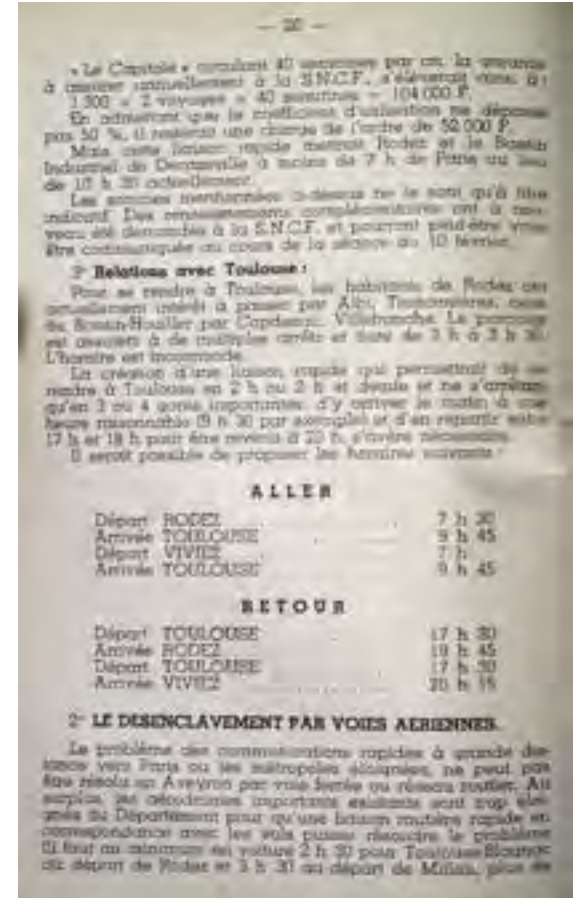 — 20 —
« Le Capitole » circulant 40 semaines par an, la garantie
à assurer annuellement à la S.N.C.F., s'élèverait donc à :
1 300 × 2 voyages × 40 semaines = 104 000 F.
En admettant que le coefficient d'utilisation ne dépasse
pas 50 %, il resterait une charge de l'ordre de 52 000 F.
Mais cette liaison rapide mettrait Rodez et le Bassin
Industriel de Decazeville à moins de 7 h de Paris au lieu
de 10 h 30 actuellement.
Les sommes mentionnées ci-dessus ne le sont qu'à titre
indicatif. Des renseignements complémentaires ont à nou-
veau été demandés à la S.N.C.F. et pourront peut-être vous
être communiqués au cours de la séance du 10 février.
Relations avec Toulouse :
Pour se rendre à Toulouse, les habitants de Rodez ont
actuellement intérêt à passer par Albi, Tessonnières, ceux
du Bassin-Houiller par Capdenac, Villefranche. Le parcours
est assujetti à de multiples arrêts et dure de 3 h à 3 h 30.
L'horaire est incommode.
La création d'une liaison rapide qui permettrait de se
rendre à Toulouse en 2 h ou 2 h et demie et ne s'arrêtant
qu'en 3 ou 4 gares importantes, d'y arriver le matin à une
heure raisonnable (9 h 30 par exemple) et d'en repartir entre
17 h et 18 h pour être revenu à 20 h, s'avère nécessaire.
Il serait possible de proposer les horaires suivants :
ALLER
Départ RODEZ 7 h 30
Arrivée TOULOUSE 9 h 45
Départ VIVIEZ 7 h
Arrivée TOULOUSE 9 h 45
RETOUR
Départ TOULOUSE 17 h 30
Arrivée RODEZ 19 h 45
Départ TOULOUSE 17 h 30
Arrivée VIVIEZ 20 h 15
2° LE DESENCLAVEMENT PAR VOIES AERIENNES.
Le problème des communications rapides à grande dis-
tance vers Paris ou les métropoles éloignées, ne peut pas
être résolu en Aveyron par voie ferrée ou réseau routier. Au
surplus, les aérodromes importants existants sont trop éloi-
gnés du Département pour qu'une liaison routière rapide en
correspondance avec les vols puisse résoudre le problème
(il faut au minimum en voiture 2 h 30 pour Toulouse-Blagnac
au départ de Rodez et 3 h 30 au départ de Millau, plus de